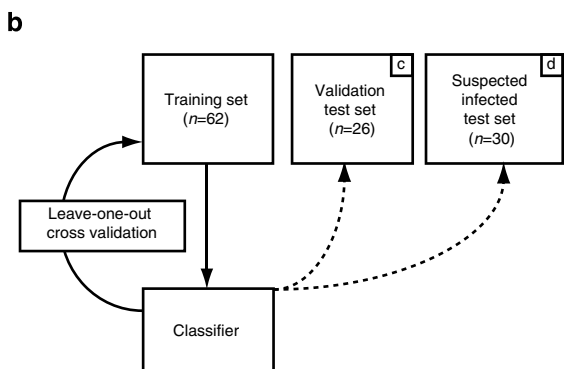 b
Training set
(n=62)
c
Validation
test set
(n=26)
d
Suspected
infected
test set
(n=30)
Leave-one-out
cross validation
Classifier